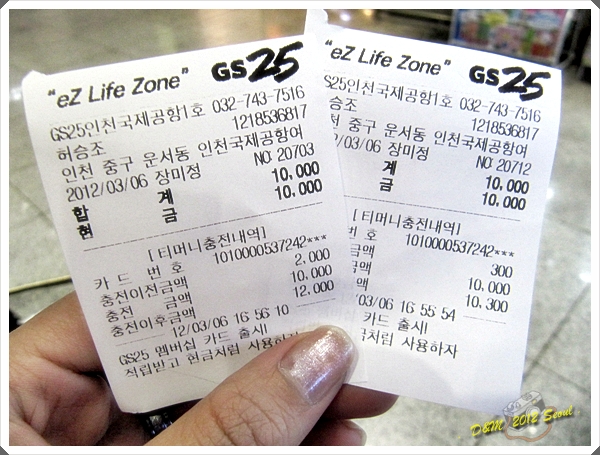 "eZ Life Zone" GS25
GS25인천국제공항1호 032-743-7516
허승조 1218536817
인천 중구 운서동 인천국제공항여
2012/03/06 장미정 NO: 20703
합 계 10,000
현 금 10,000
[티머니충전내역]
카 드 번 호 1010000537242***
충전이전금액 2,000
충전 금액 10,000
충전이후금액 12,000
12/03/06 16:56:10
GS25 멤버십 카드 출시!
적립받고 현금처럼 사용하자
"eZ Life Zone" GS25
S25인천국제공항1호 032-743-7516
승조 1218536817
중구 운서동 인천국제공항여
/03/06 장미정 NO: 20712
계 10,000
금 10,000
[티머니충전내역]
번 호 1010000537242***
금액 300
금액 10,000
금액 10,300
/03/06 16:55:54
카드 출시!
금처럼 사용하자
D&M 2012 Seoul